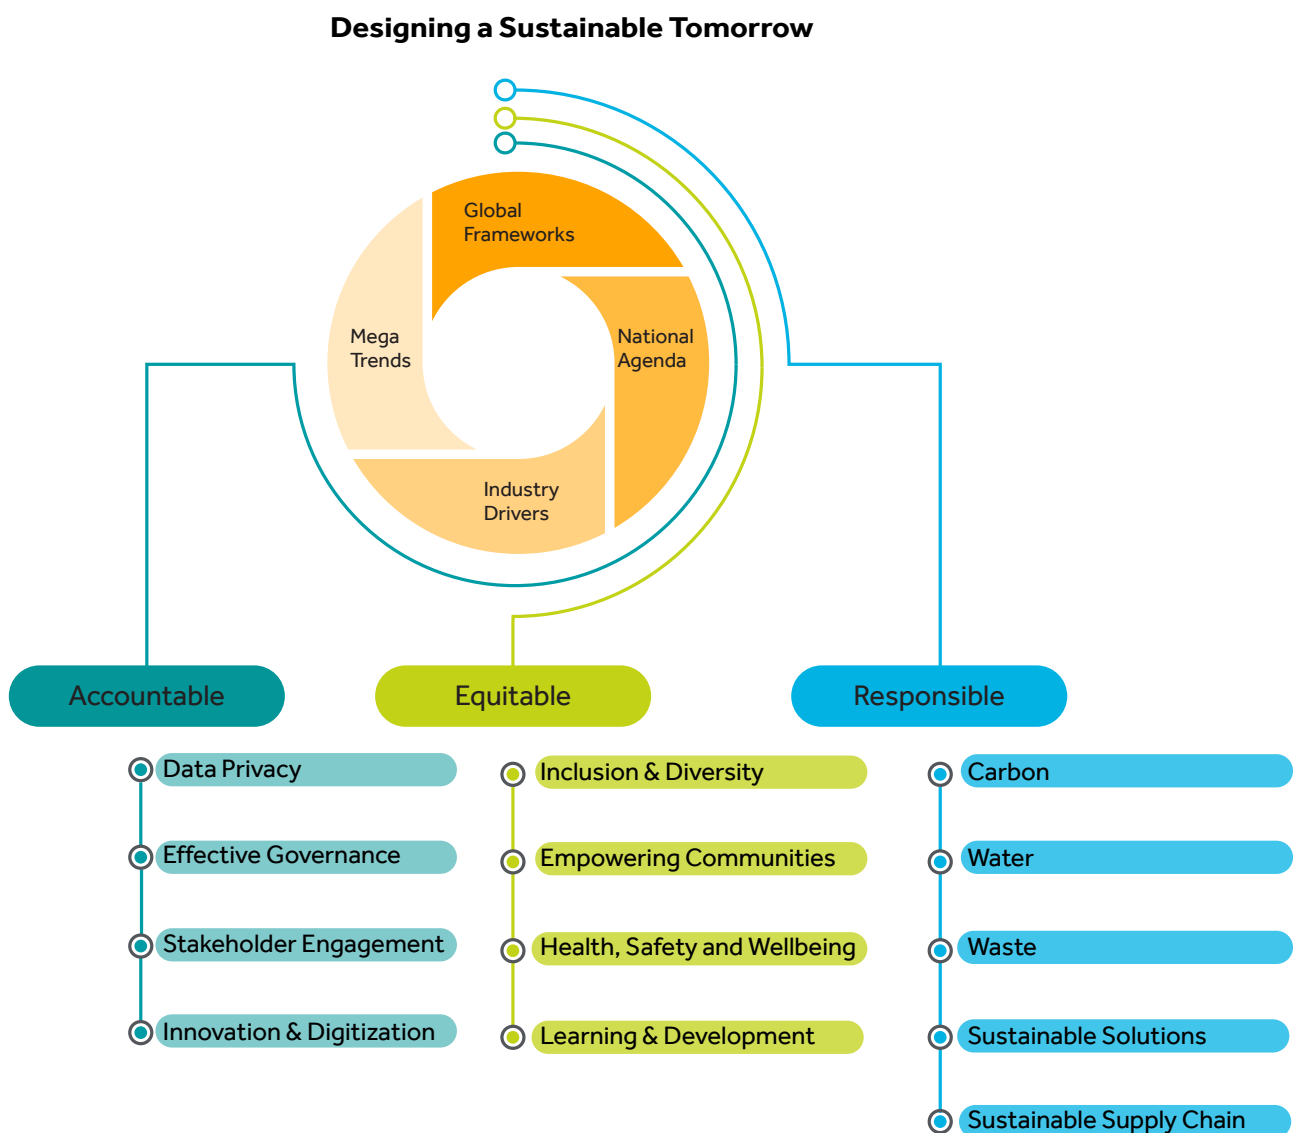 Designing a Sustainable Tomorrow
Global
Frameworks
Mega
Trends
National
Agenda
Industry
Drivers
Accountable
Equitable
Responsible
Data Privacy
Effective Governance
Stakeholder Engagement
Innovation & Digitization
Inclusion & Diversity
Empowering Communities
Health, Safety and Wellbeing
Learning & Development
Carbon
Water
Waste
Sustainable Solutions
Sustainable Supply Chain